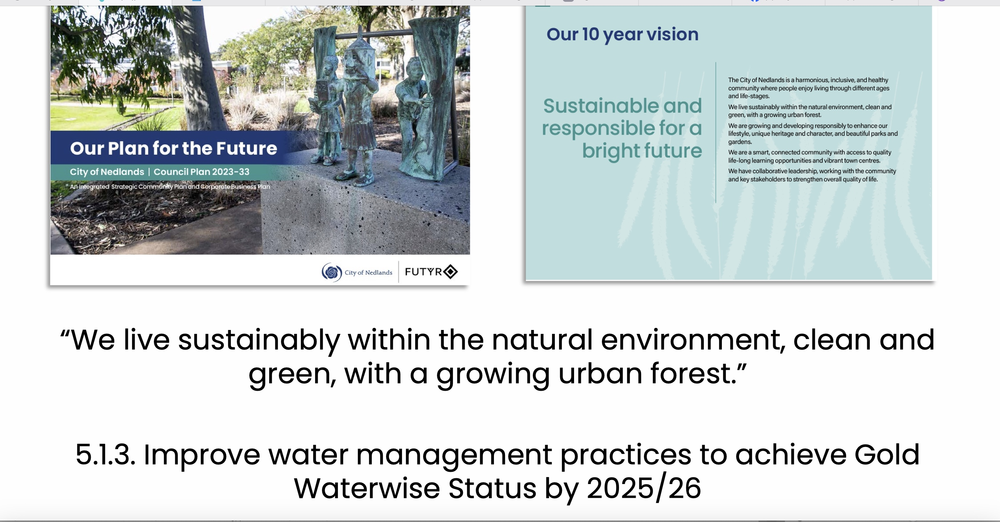 Our Plan for the Future
City of Nedlands | Council Plan 2023-33
An Integrated Strategic Community Plan and Corporate Business Plan
City of Nedlands
FUTYR
Our 10 year vision
Sustainable and
responsible for a
bright future
The City of Nedlands is a harmonious, inclusive, and healthy
community where people enjoy living through different ages
and life-stages.
We live sustainably within the natural environment, clean and
green, with a growing urban forest.
We are growing and developing responsibly to enhance our
lifestyle, unique heritage and character, and beautiful parks and
gardens.
We are a smart, connected community with access to quality
life-long learning opportunities and vibrant town centres.
We have collaborative leadership, working with the community
and key stakeholders to strengthen overall quality of life.
“We live sustainably within the natural environment, clean and
green, with a growing urban forest.”
5.1.3. Improve water management practices to achieve Gold
Waterwise Status by 2025/26